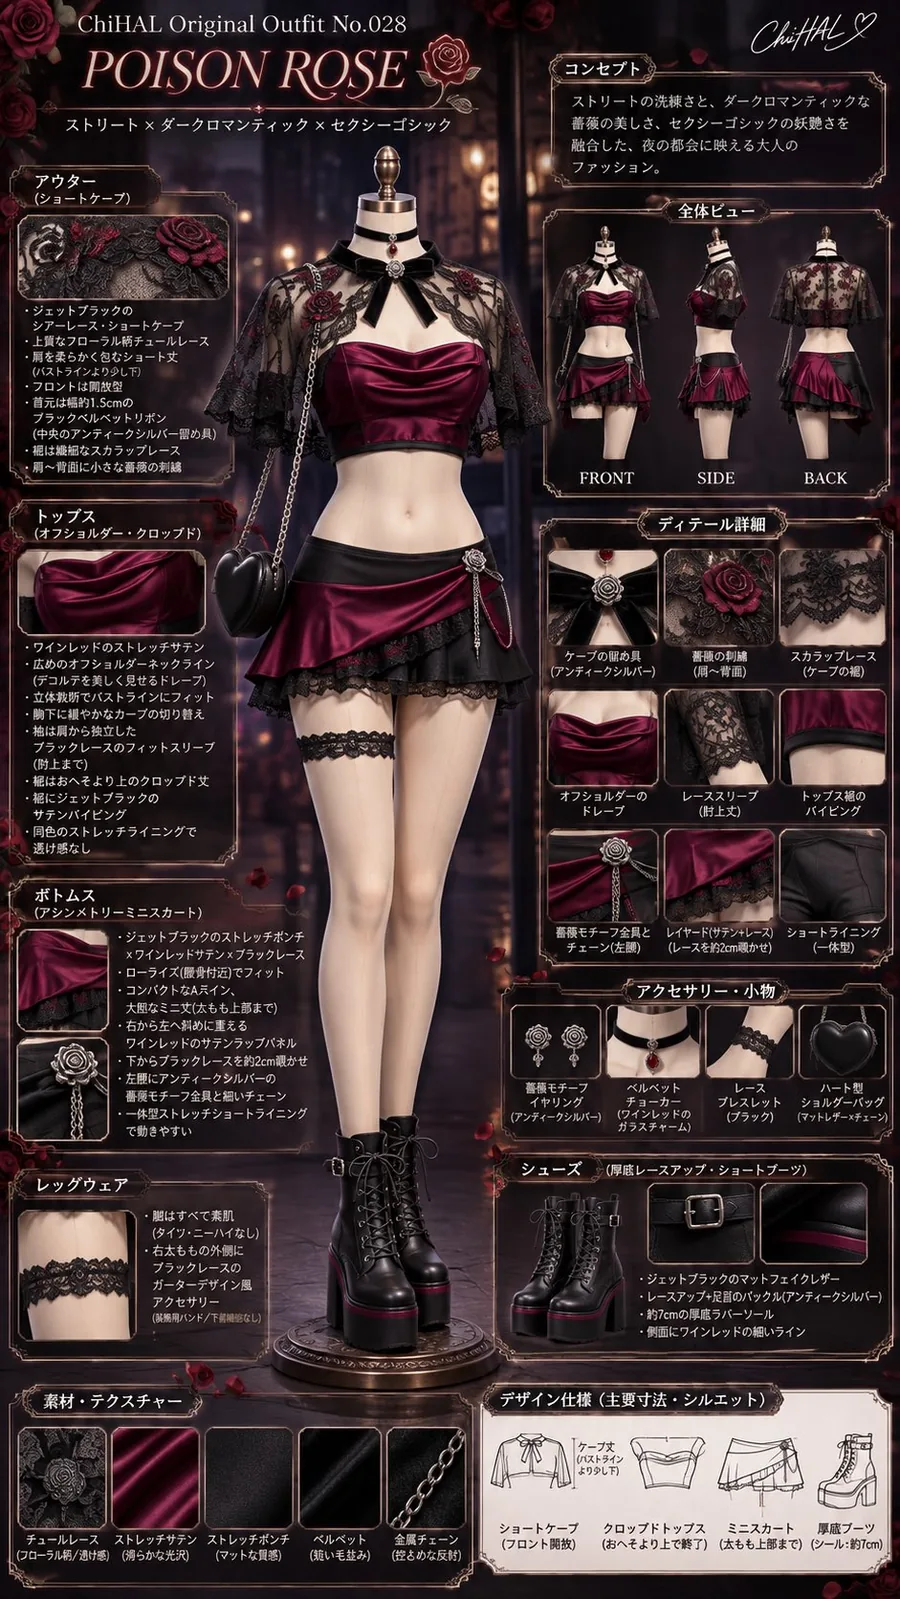 ChiHAL Original Outfit No.028
POISON ROSE
ストリート × ダークロマンティック × セクシーゴシック
ChiHAL
コンセプト
ストリートの洗練さと、ダークロマンティックな
薔薇の美しさ、セクシーゴシックの妖艶さを
融合した、夜の都会に映える大人の
ファッション。
アウター
(ショートケープ)
・ジェットブラックの
シアーレース・ショートケープ
・上質なフローラル柄チュールレース
・肩を柔らかく包むショート丈
(バストラインより少し下)
・フロントは開放型
・首元は幅約1.5cmの
ブラックベルベットリボン
(中央のアンティークシルバー留め具)
・裾は繊細なスカラップレース
・肩〜背面に小さな薔薇の刺繍
全体ビュー
FRONT
SIDE
BACK
トップス
(オフショルダー・クロップド)
・ワインレッドのストレッチサテン
・広めのオフショルダーネックライン
(デコルテを美しく見せるドレープ)
・立体裁断でバストラインにフィット
・胸下に緩やかなカーブの切り替え
・袖は肩から独立した
ブラックレースのフィットスリーブ
(肘上まで)
・裾はおへそより上のクロップド丈
・裾にジェットブラックの
サテンパイピング
・同色のストレッチライニングで
透け感なし
ディテール詳細
ケープの留め具
(アンティークシルバー)
薔薇の刺繍
(肩〜背面)
スカラップレース
(ケープの裾)
オフショルダーの
ドレープ
レーススリーブ
(肘上丈)
トップス裾の
パイピング
薔薇モチーフ金具と
チェーン(左腰)
レイヤード(サテン+レース)
(レースを約2cm覗かせ)
ショートライニング
(一体型)
ボトムス
(アシンメトリーミニスカート)
・ジェットブラックのストレッチポンチ
×ワインレッドサテン×ブラックレース
・ローライズ(腰骨付近)でフィット
・コンパクトなAライン、
大胆なミニ丈(太もも上部まで)
・右から左へ斜めに重える
ワインレッドのサテンラップパネル
・下からブラックレースを約2cm覗かせ
・左腰にアンティークシルバーの
薔薇モチーフ金具と細いチェーン
・一体型ストレッチショートライニング
で動きやすい
アクセサリー・小物
薔薇モチーフ
イヤリング
(アンティークシルバー)
ベルベット
チョーカー
(ワインレッドの
ガラスチャーム)
レース
ブレスレット
(ブラック)
ハート型
ショルダーバッグ
(マットレザー×チェーン)
レッグウェア
・脚はすべて素肌
(タイツ・ニーハイなし)
・右太ももの外側に
ブラックレースの
ガーターデザイン風
アクセサリー
シューズ
(厚底レースアップ・ショートブーツ)
・ジェットブラックのマットフェイクレザー
・レースアップ+足首のバックル(アンティークシルバー)
・約7cmの厚底ラバーソール
・側面にワインレッドの細いライン
素材・テクスチャー
チュールレース
(フローラル柄/透け感)
ストレッチサテン
(滑らかな光沢)
ストレッチポンチ
(マットな質感)
ベルベット
(短い毛並み)
金属チェーン
(控えめな反射)
デザイン仕様（主要寸法・シルエット）
ケープ丈
(バストライン
より少し下)
ショートケープ
(フロント開放)
クロップドトップス
(おへそより上で終了)
ミニスカート
(太もも上部まで)
厚底ブーツ
(シール:約7cm)